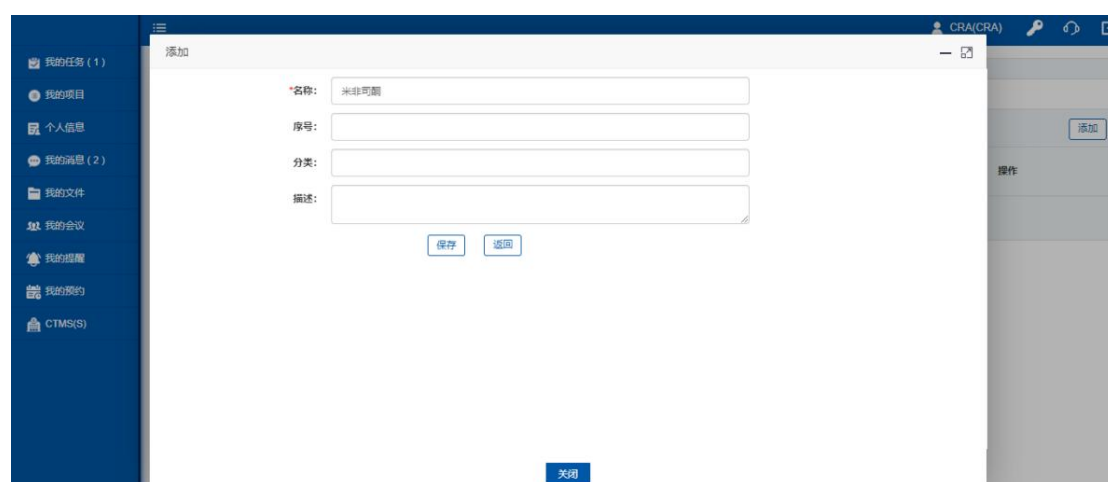 CRA(CRA)
添加
我的任务 ( 1 )
我的项目
个人信息
我的消息 ( 2 )
我的文件
我的会议
我的提醒
我的预约
CTMS(S)
*名称:
米非司酮
序号:
分类:
描述:
保存
返回
添加
操作
关闭